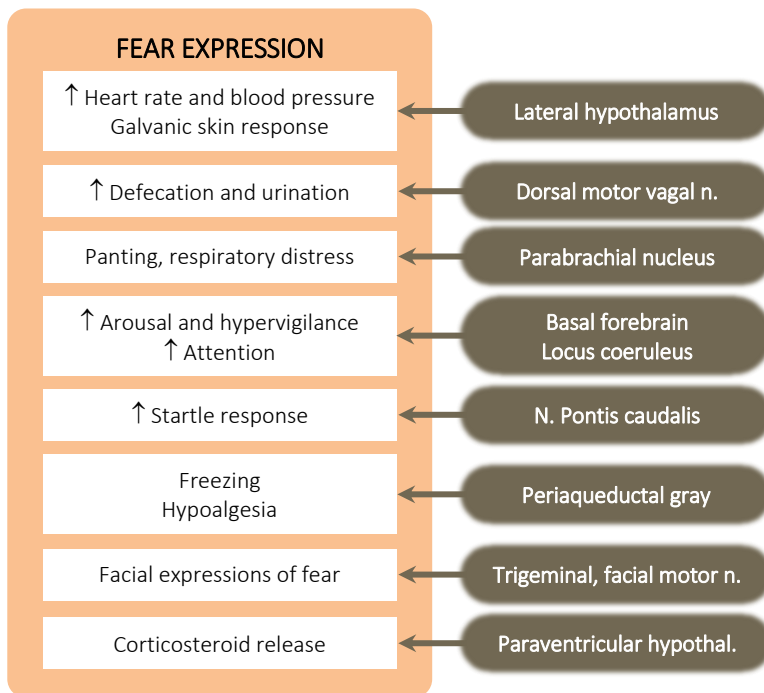 FEAR EXPRESSION
↑ Heart rate and blood pressure
Galvanic skin response
Lateral hypothalamus
↑ Defecation and urination
Dorsal motor vagal n.
Panting, respiratory distress
Parabrachial nucleus
↑ Arousal and hypervigilance
↑ Attention
Basal forebrain
Locus coeruleus
↑ Startle response
N. Pontis caudalis
Freezing
Hypoalgesia
Periaqueductal gray
Facial expressions of fear
Trigeminal, facial motor n.
Corticosteroid release
Paraventricular hypothal.